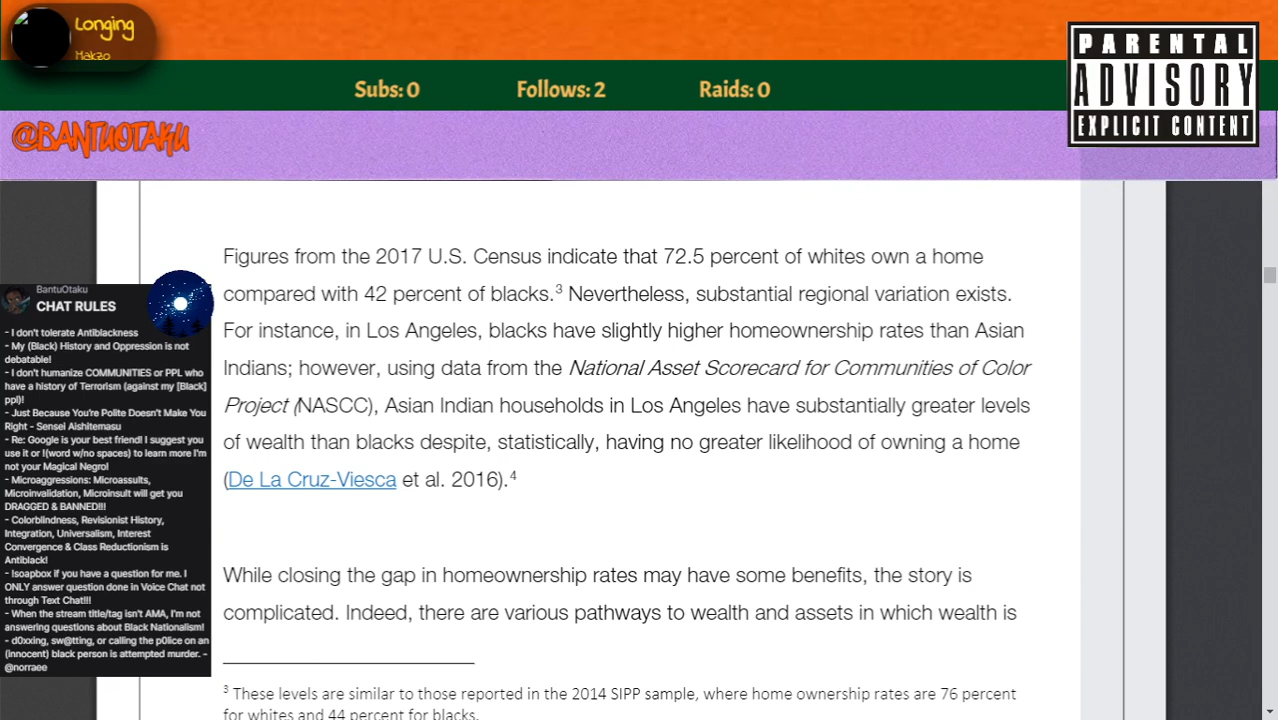 Longing
Makzo
Subs: 0
Follows: 2
Raids: 0
PARENTAL
ADVISORY
EXPLICIT CONTENT
@BANTUOTAKU
Figures from the 2017 U.S. Census indicate that 72.5 percent of whites own a home
compared with 42 percent of blacks.³ Nevertheless, substantial regional variation exists.
For instance, in Los Angeles, blacks have slightly higher homeownership rates than Asian
Indians; however, using data from the National Asset Scorecard for Communities of Color
Project (NASCC), Asian Indian households in Los Angeles have substantially greater levels
of wealth than blacks despite, statistically, having no greater likelihood of owning a home
(De La Cruz-Viesca et al. 2016).⁴
While closing the gap in homeownership rates may have some benefits, the story is
complicated. Indeed, there are various pathways to wealth and assets in which wealth is
³ These levels are similar to those reported in the 2014 SIPP sample, where home ownership rates are 76 percent
for whites and 44 percent for blacks.
BantuOtaku
CHAT RULES
- I don't tolerate Antiblackness
- My (Black) History and Oppression is not
debatable!
- I don't humanize COMMUNITIES or PPL who
have a history of Terrorism (against my [Black]
ppl)!
- Just Because You're Polite Doesn't Make You
Right - Sensei Aishitemasu
- Re: Google is your best friend! I suggest you
use it or !(word w/no spaces) to learn more I'm
not your Magical Negro!
- Microaggressions: Microassults,
Microinvalidation, Microinsult will get you
DRAGGED & BANNED!!!
- Colorblindness, Revisionist History,
Integration, Universalism, Interest
Convergence & Class Reductionism is
Antiblack!
- !soapbox if you have a question for me. I
ONLY answer question done in Voice Chat not
through Text Chat!!!
- When the stream title/tag isn't AMA, I'm not
answering questions about Black Nationalism!
- d0xxing, sw@tting, or calling the p0lice on an
(innocent) black person is attempted murder. -
@norraee